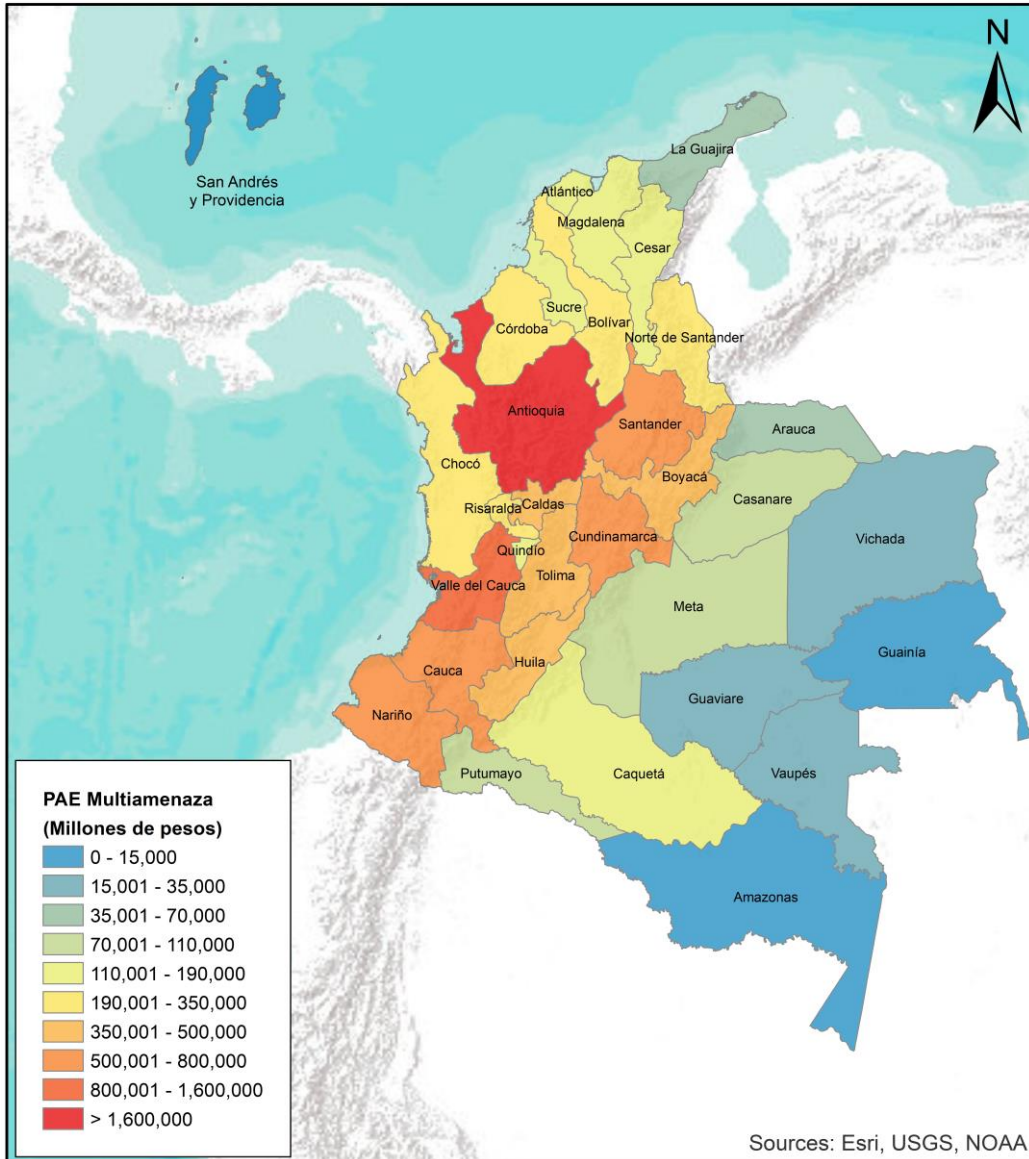 N
La Guajira
San Andrés
y Providencia
Atlántico
Magdalena
Cesar
Sucre
Córdoba
Bolívar
Norte de Santander
Antioquia
Santander
Arauca
Chocó
Boyacá
Casanare
Risaralda
Caldas
Cundinamarca
Vichada
Quindío
Tolima
Valle del Cauca
Meta
Guainía
Cauca
Huila
Guaviare
Nariño
Putumayo
Caquetá
Vaupés
Amazonas
PAE Multiamenaza
(Millones de pesos)
0 - 15,000
15,001 - 35,000
35,001 - 70,000
70,001 - 110,000
110,001 - 190,000
190,001 - 350,000
350,001 - 500,000
500,001 - 800,000
800,001 - 1,600,000
> 1,600,000
Sources: Esri, USGS, NOAA